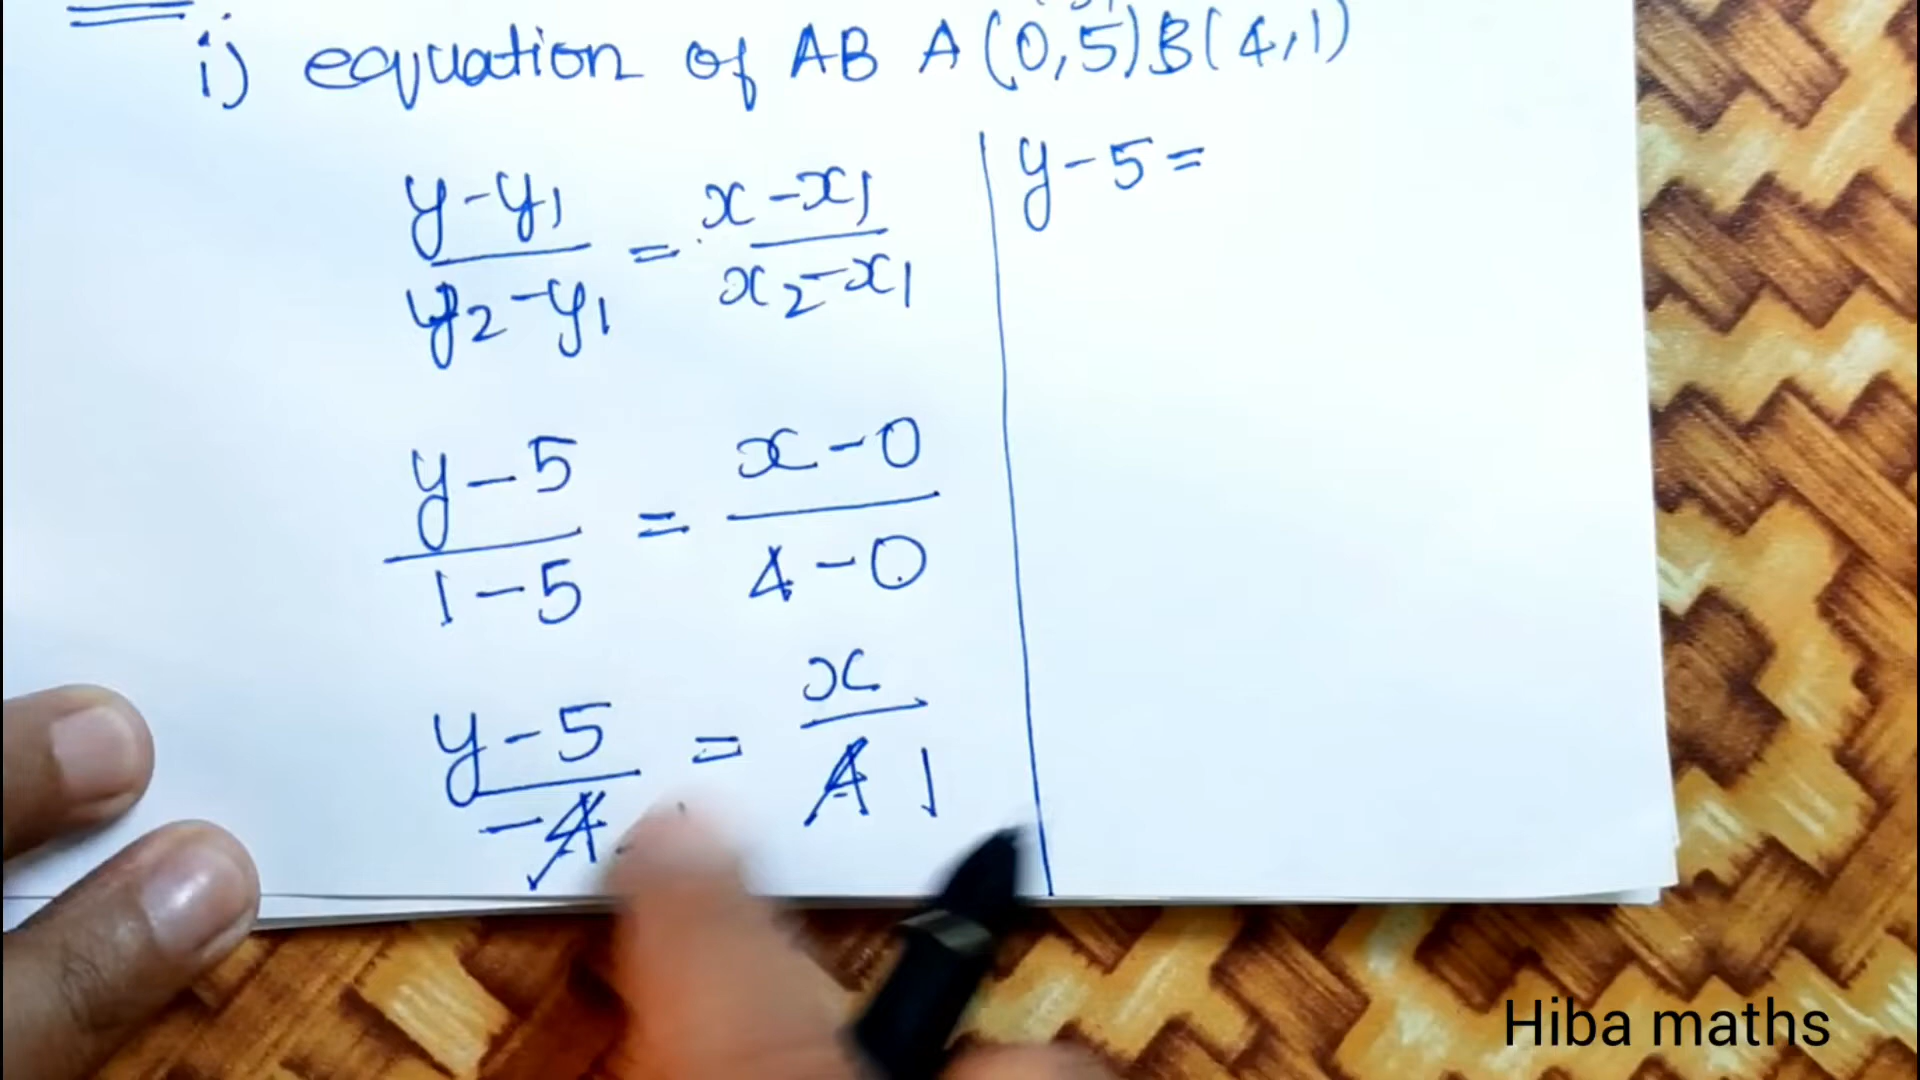 i) equation of AB A(0,5)B(4,1)
y-y1 = x-x1
y2-y1 x2-x1
y-5 = x-0
1-5 4-0
y-5 = x
-4 4 1
y-5=
Hiba maths